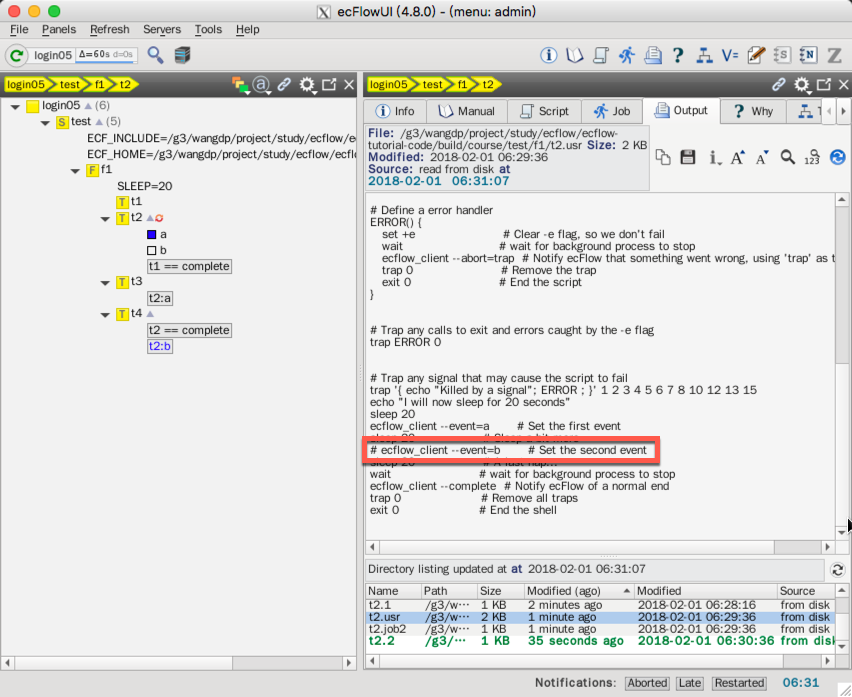 ecFlowUI (4.8.0) - (menu: admin)
File Panels Refresh Servers Tools Help
login05 Δ=60s d=0s
login05 test f1 t2
login05 (6)
test (5)
ECF_INCLUDE=/g3/wangdp/project/study/ecflow/e
ECF_HOME=/g3/wangdp/project/study/ecflow/ecfl
f1
SLEEP=20
t1
t2
a
b
t1 == complete
t3
t2:a
t4
t2 == complete
t2:b
login05 test f1 t2
Info Manual Script Job Output Why
File: /g3/wangdp/project/study/ecflow/ecflow-
tutorial-code/build/course/test/f1/t2.usr Size: 2 KB
Modified: 2018-02-01 06:29:36
Source: read from disk at
2018-02-01 06:31:07
# Define a error handler
ERROR() {
set +e # Clear -e flag, so we don't fail
wait # wait for background process to stop
ecflow_client --abort=trap # Notify ecFlow that something went wrong, using 'trap' as t
trap 0 # Remove the trap
exit 0 # End the script
}
# Trap any calls to exit and errors caught by the -e flag
trap ERROR 0
# Trap any signal that may cause the script to fail
trap '{ echo "Killed by a signal"; ERROR ; }' 1 2 3 4 5 6 7 8 10 12 13 15
echo "I will now sleep for 20 seconds"
sleep 20
ecflow_client --event=a # Set the first event
sleep 20 # Sleep a bit more
# ecflow_client --event=b # Set the second event
sleep 20 # A last nap...
wait # wait for background process to stop
ecflow_client --complete # Notify ecFlow of a normal end
trap 0 # Remove all traps
exit 0 # End the shell
Directory listing updated at at 2018-02-01 06:31:07
Name Path Size Modified (ago) Modified Source
t2.1 /g3/w··· 1 KB 2 minutes ago 2018-02-01 06:28:16 from disk
t2.usr /g3/w··· 2 KB 1 minute ago 2018-02-01 06:29:36 from disk
t2.job2 /g3/w··· 1 KB 1 minute ago 2018-02-01 06:29:36 from disk
t2.2 /g3/··· 1 KB 35 seconds ago 2018-02-01 06:30:36 from disk
Notifications: Aborted Late Restarted 06:31